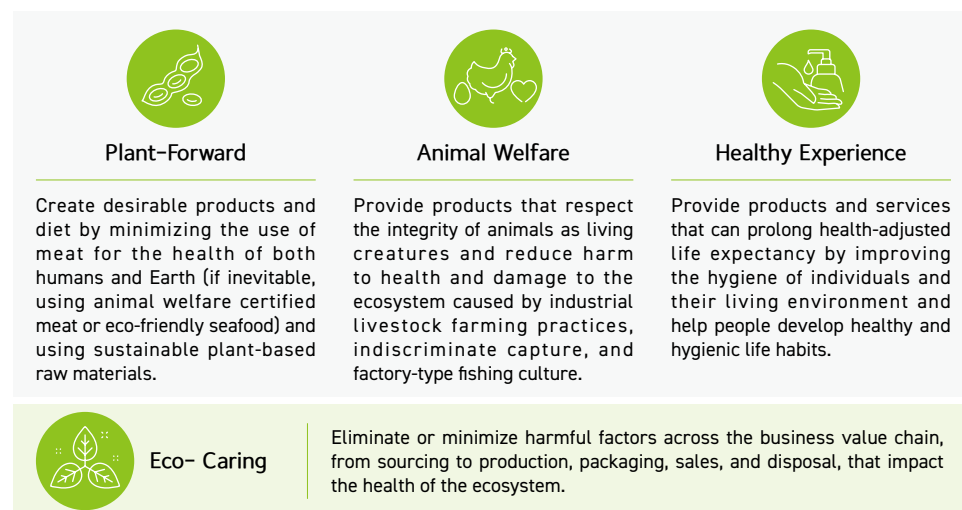 Plant-Forward
Create desirable products and
diet by minimizing the use of
meat for the health of both
humans and Earth (if inevitable,
using animal welfare certified
meat or eco-friendly seafood) and
using sustainable plant-based
raw materials.
Animal Welfare
Provide products that respect
the integrity of animals as living
creatures and reduce harm
to health and damage to the
ecosystem caused by industrial
livestock farming practices,
indiscriminate capture, and
factory-type fishing culture.
Healthy Experience
Provide products and services
that can prolong health-adjusted
life expectancy by improving
the hygiene of individuals and
their living environment and
help people develop healthy and
hygienic life habits.
Eco- Caring
Eliminate or minimize harmful factors across the business value chain,
from sourcing to production, packaging, sales, and disposal, that impact
the health of the ecosystem.